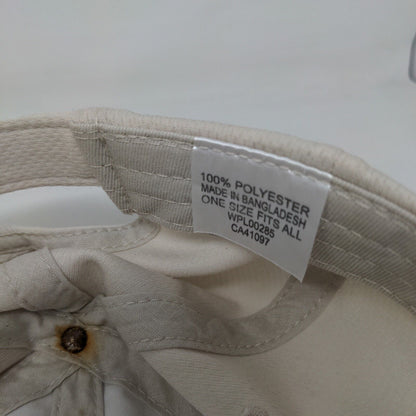 100% POLYESTER
MADE IN BANGLADESH
ONE SIZE FITS ALL
WPL00285
CA41097